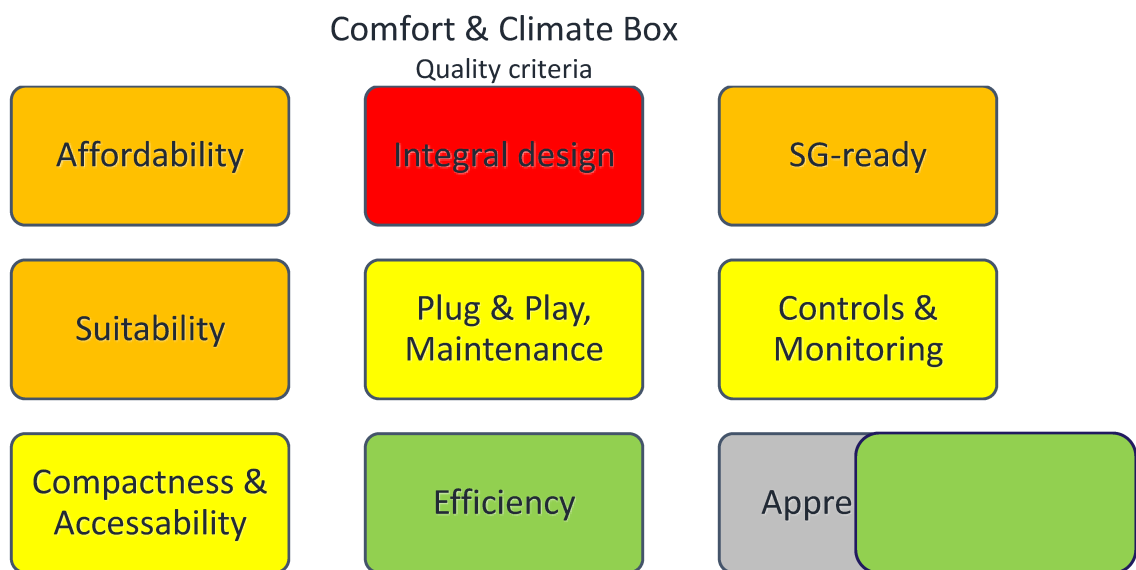 Comfort & Climate Box
Quality criteria
Affordability
Integral design
SG-ready
Suitability
Plug & Play,
Maintenance
Controls &
Monitoring
Compactness &
Accessability
Efficiency